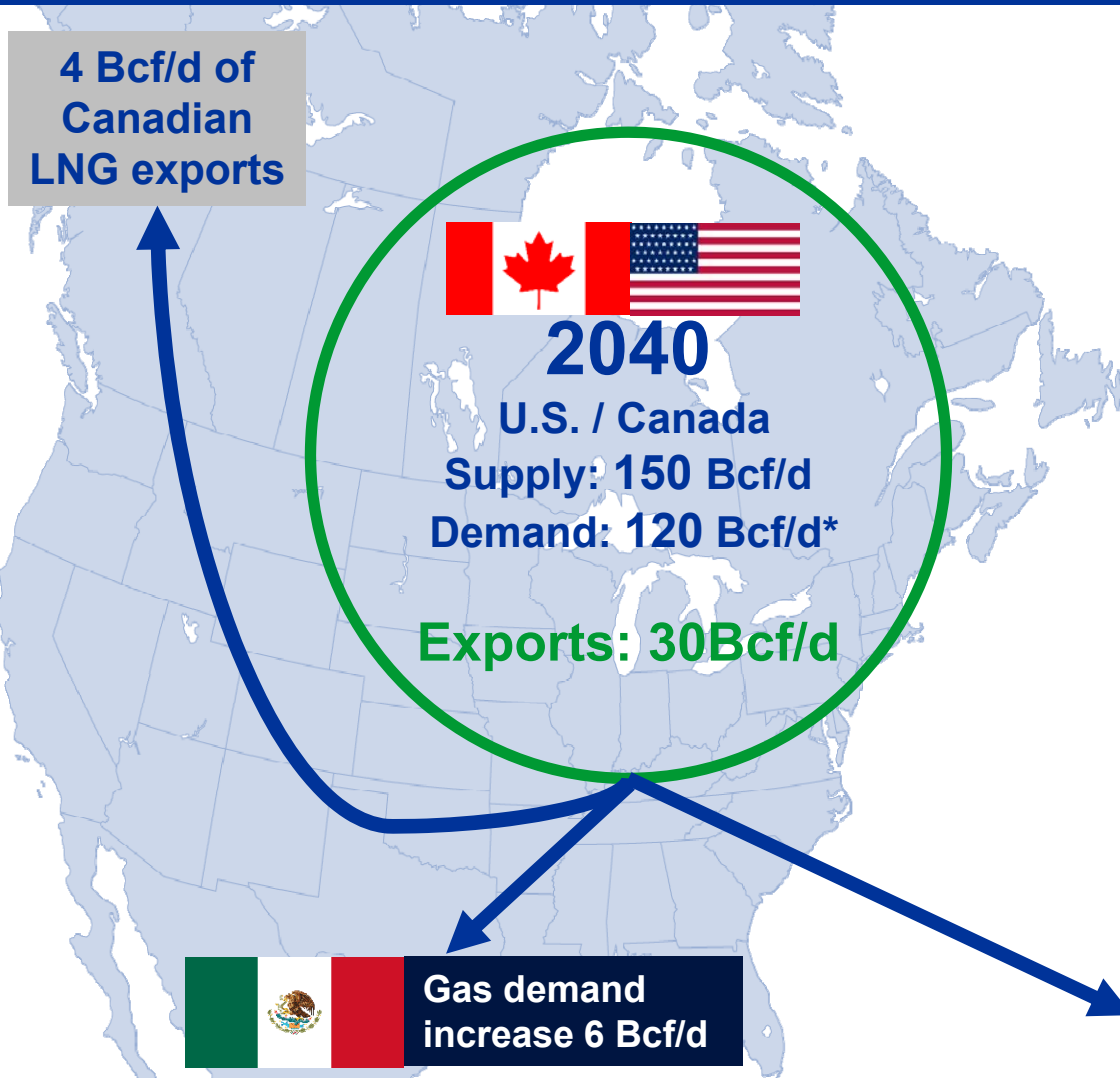 4 Bcf/d of
Canadian
LNG exports
2040
U.S. / Canada
Supply: 150 Bcf/d
Demand: 120 Bcf/d*
Exports: 30Bcf/d
Gas demand
increase 6 Bcf/d